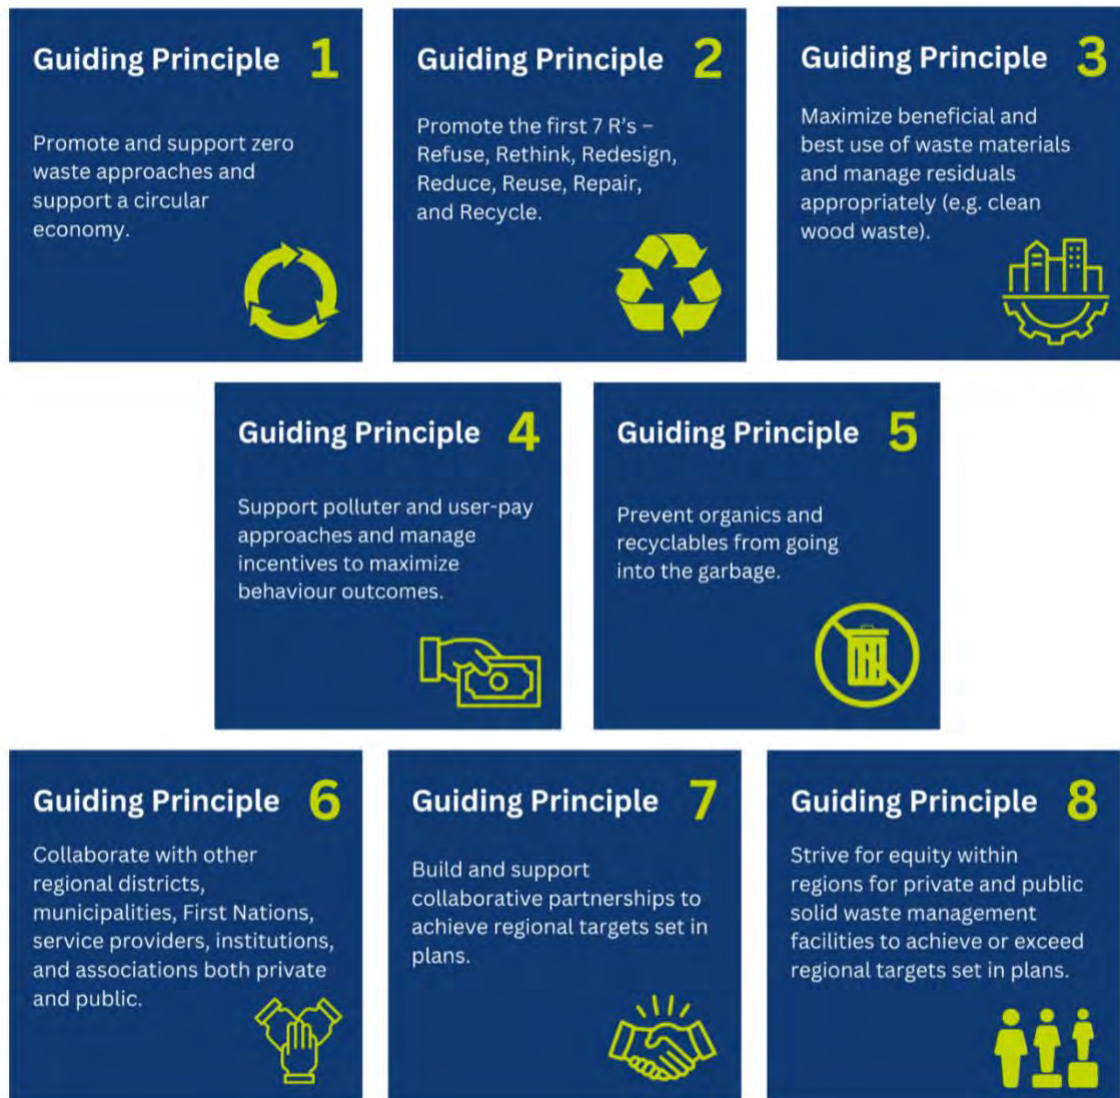 Guiding Principle 1
Promote and support zero
waste approaches and
support a circular
economy.
Guiding Principle 2
Promote the first 7 R's –
Refuse, Rethink, Redesign,
Reduce, Reuse, Repair,
and Recycle.
Guiding Principle 3
Maximize beneficial and
best use of waste materials
and manage residuals
appropriately (e.g. clean
wood waste).
Guiding Principle 4
Support polluter and user-pay
approaches and manage
incentives to maximize
behaviour outcomes.
Guiding Principle 5
Prevent organics and
recyclables from going
into the garbage.
Guiding Principle 6
Collaborate with other
regional districts,
municipalities, First Nations,
service providers, institutions,
and associations both private
and public.
Guiding Principle 7
Build and support
collaborative partnerships to
achieve regional targets set in
plans.
Guiding Principle 8
Strive for equity within
regions for private and public
solid waste management
facilities to achieve or exceed
regional targets set in plans.